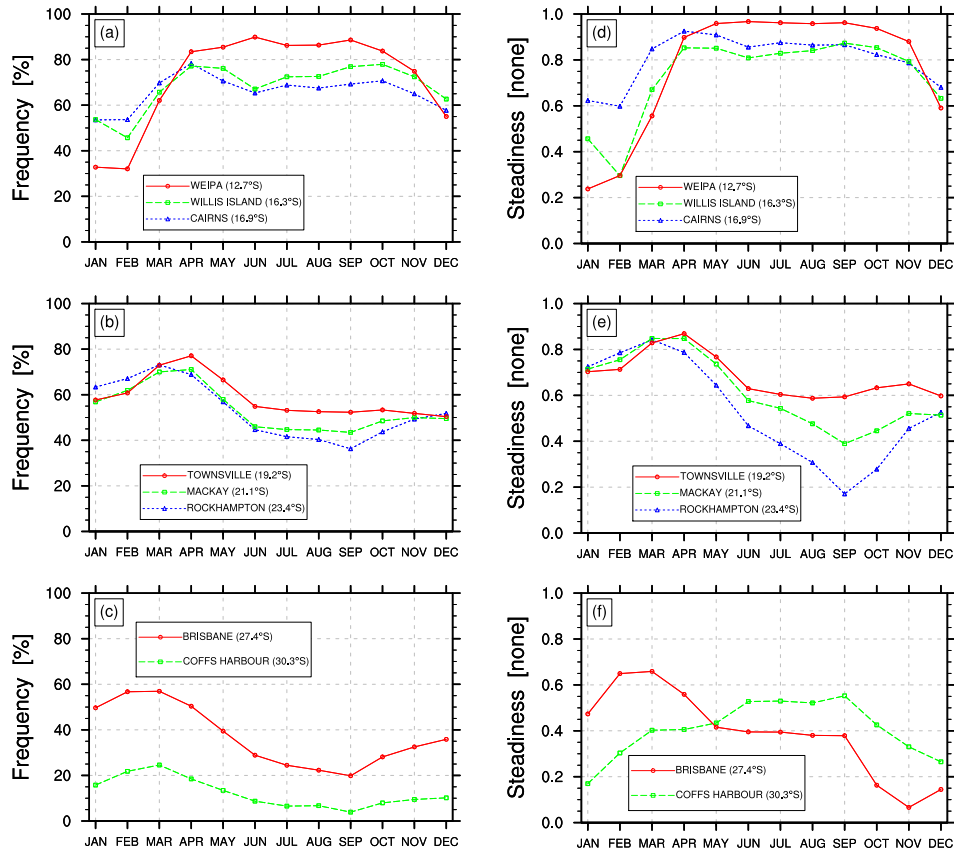 (a)
Frequency [%]
100
80
60
40
20
0
WEIPA (12.7°S)
WILLIS ISLAND (16.3°S)
CAIRNS (16.9°S)
JAN FEB MAR APR MAY JUN JUL AUG SEP OCT NOV DEC
(d)
Steadiness [none]
1.0
0.8
0.6
0.4
0.2
0.0
WEIPA (12.7°S)
WILLIS ISLAND (16.3°S)
CAIRNS (16.9°S)
JAN FEB MAR APR MAY JUN JUL AUG SEP OCT NOV DEC
(b)
Frequency [%]
100
80
60
40
20
0
TOWNSVILLE (19.2°S)
MACKAY (21.1°S)
ROCKHAMPTON (23.4°S)
JAN FEB MAR APR MAY JUN JUL AUG SEP OCT NOV DEC
(e)
Steadiness [none]
1.0
0.8
0.6
0.4
0.2
0.0
TOWNSVILLE (19.2°S)
MACKAY (21.1°S)
ROCKHAMPTON (23.4°S)
JAN FEB MAR APR MAY JUN JUL AUG SEP OCT NOV DEC
(c)
Frequency [%]
100
80
60
40
20
0
BRISBANE (27.4°S)
COFFS HARBOUR (30.3°S)
JAN FEB MAR APR MAY JUN JUL AUG SEP OCT NOV DEC
(f)
Steadiness [none]
1.0
0.8
0.6
0.4
0.2
0.0
BRISBANE (27.4°S)
COFFS HARBOUR (30.3°S)
JAN FEB MAR APR MAY JUN JUL AUG SEP OCT NOV DEC